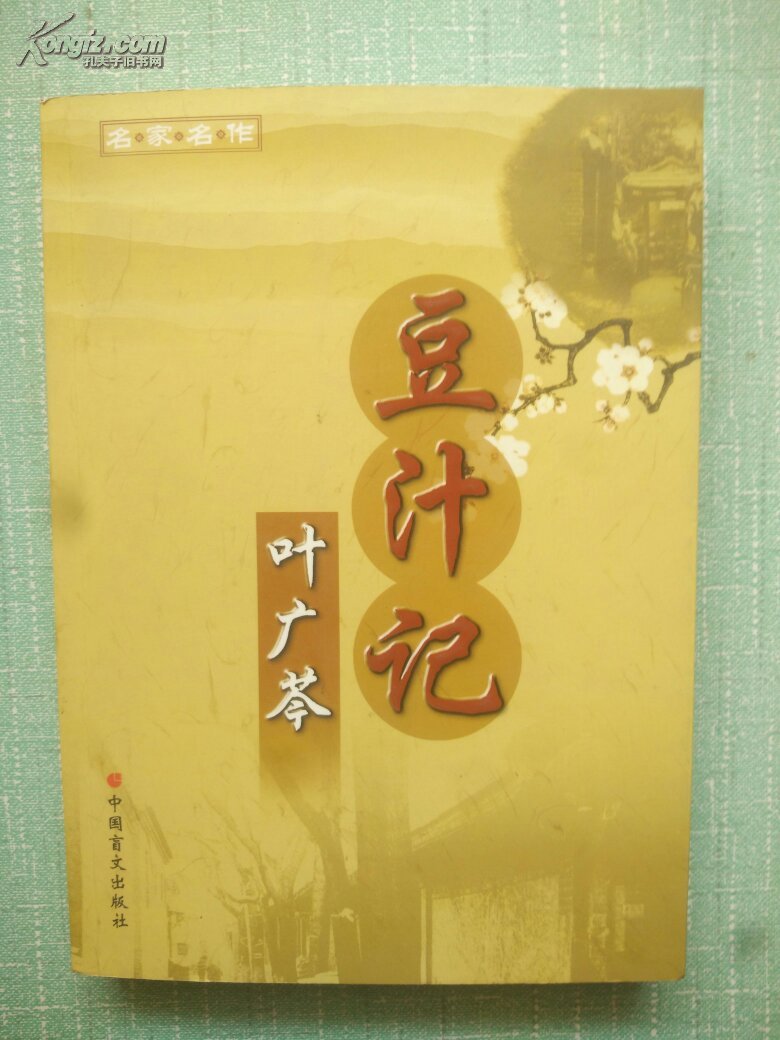 Kongfz.com
孔夫子旧书网
名家名作
豆汁记
叶广芩
中国盲文出版社